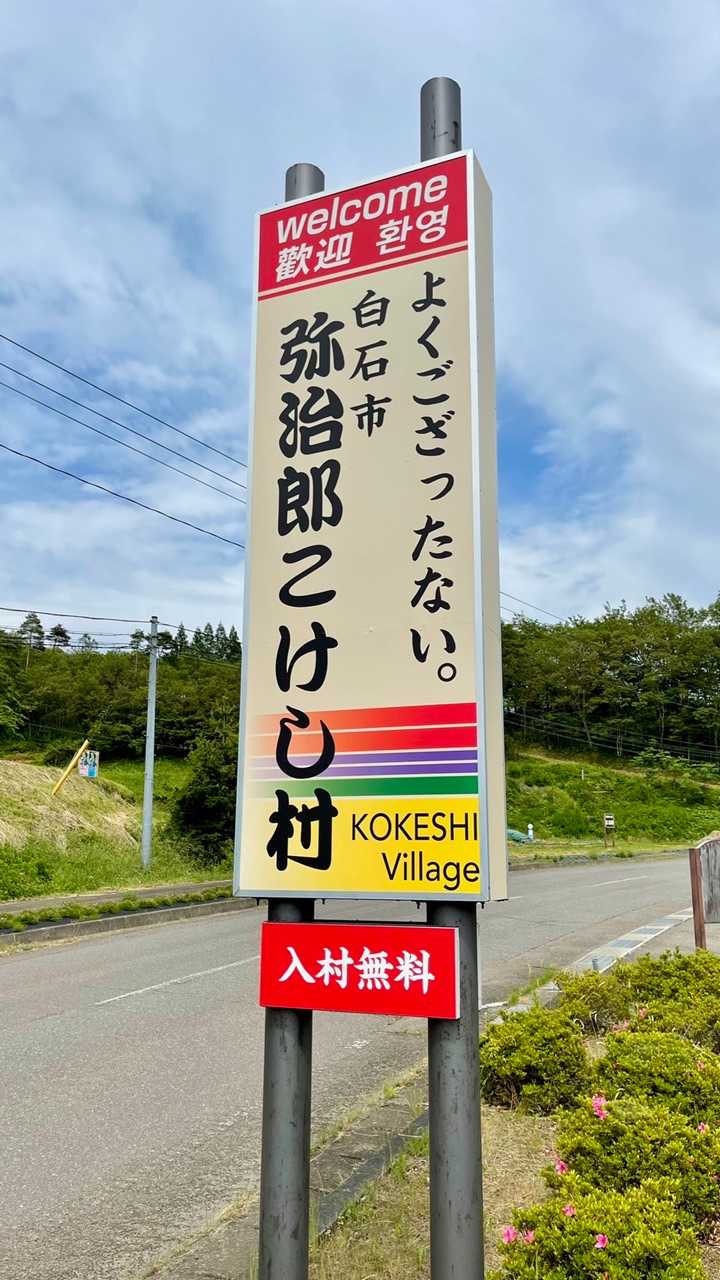 welcome
歡迎 환영
よくござったない。
白石市
弥治郎こけし村
KOKESHI
Village
入村無料